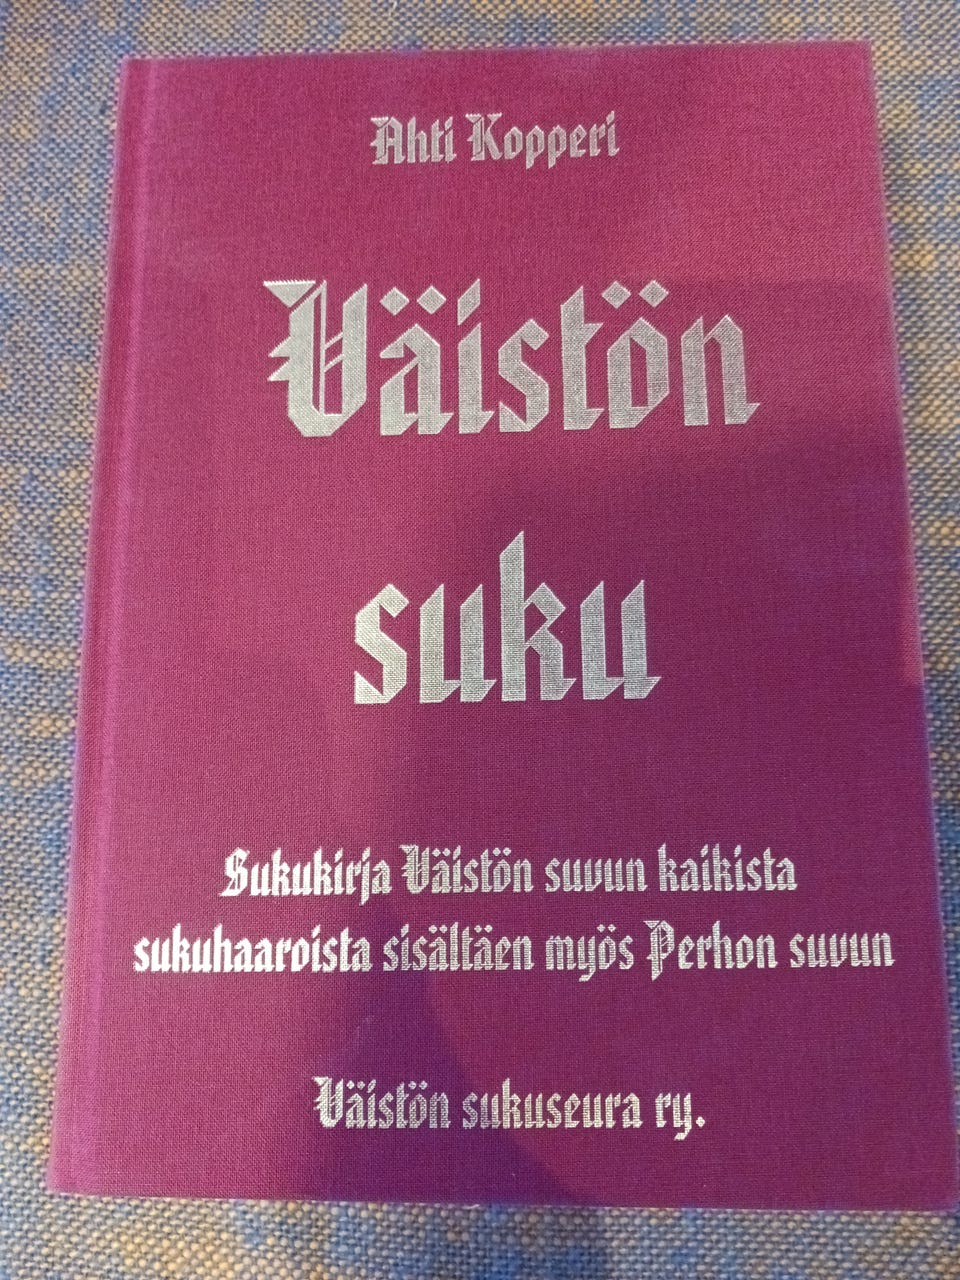 Ahti Kopperi
Väistön
suku
Sukukirja Väistön suvun kaikista
sukuhaaroista sisältäen myös Perhon suvun
Väistön sukuseura ry.